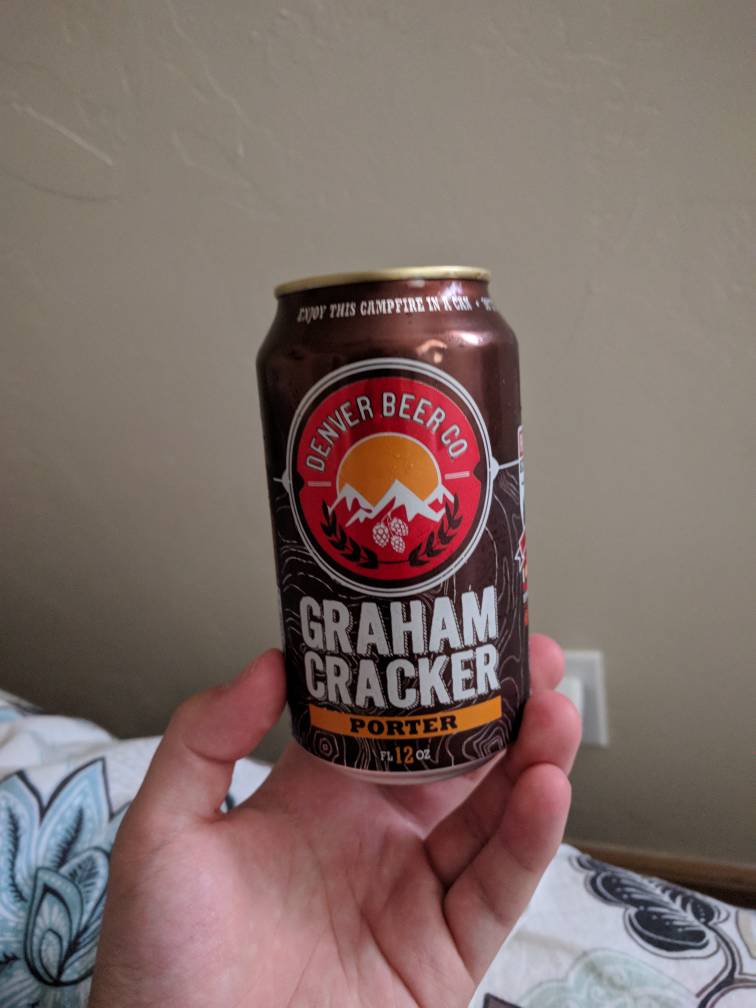 ENJOY THIS CAMPFIRE IN A CAN •
DENVER BEER CO.
GRAHAM
CRACKER
PORTER
FL 12 OZ